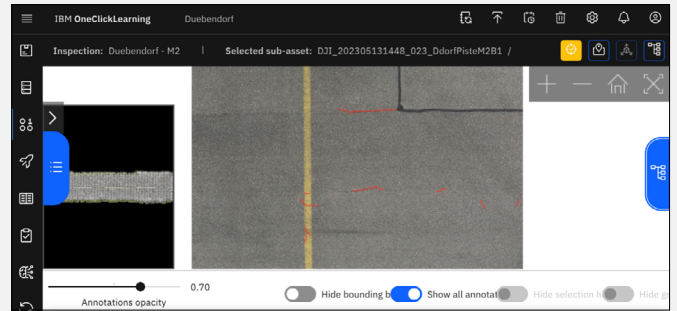 IBM OneClickLearning Duebendorf
Inspection: Duebendorf - M2 | Selected sub-asset: DJI_202305131448_023_DdorfPisteM2B1 /
0.70
Annotations opacity
Hide bounding b Show all annotat Hide selection h Hide gr